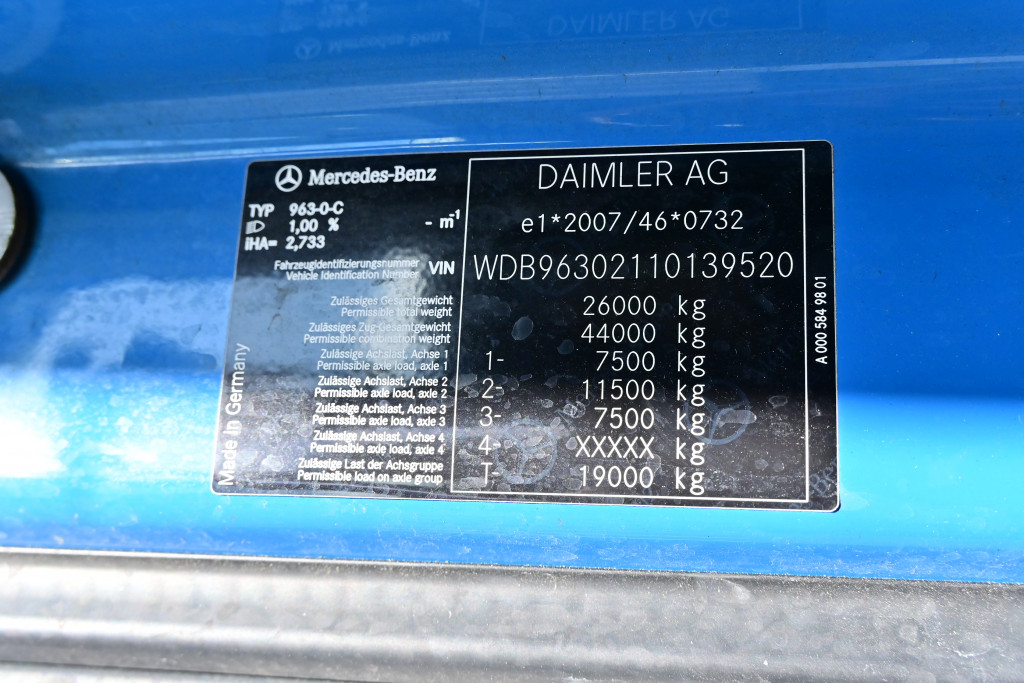 Mercedes-Benz
TYP 963-0-C
1,00 % - m⁻¹
iHA= 2,733
DAIMLER AG
e1*2007/46*0732
Fahrzeugidentifizierungsnummer
Vehicle Identification Number
VIN WDB96302110139520
Zulässiges Gesamtgewicht
Permissible total weight
26000 kg
Zulässiges Zug-Gesamtgewicht
Permissible combination weight
44000 kg
Zulässige Achslast, Achse 1
Permissible axle load, axle 1
1- 7500 kg
Zulässige Achslast, Achse 2
Permissible axle load, axle 2
2- 11500 kg
Zulässige Achslast, Achse 3
Permissible axle load, axle 3
3- 7500 kg
Zulässige Achslast, Achse 4
Permissible axle load, axle 4
4- XXXXX kg
Zulässige Last der Achsgruppe
Permissible load on axle group
T- 19000 kg
Made in Germany
A 000 584 98 01